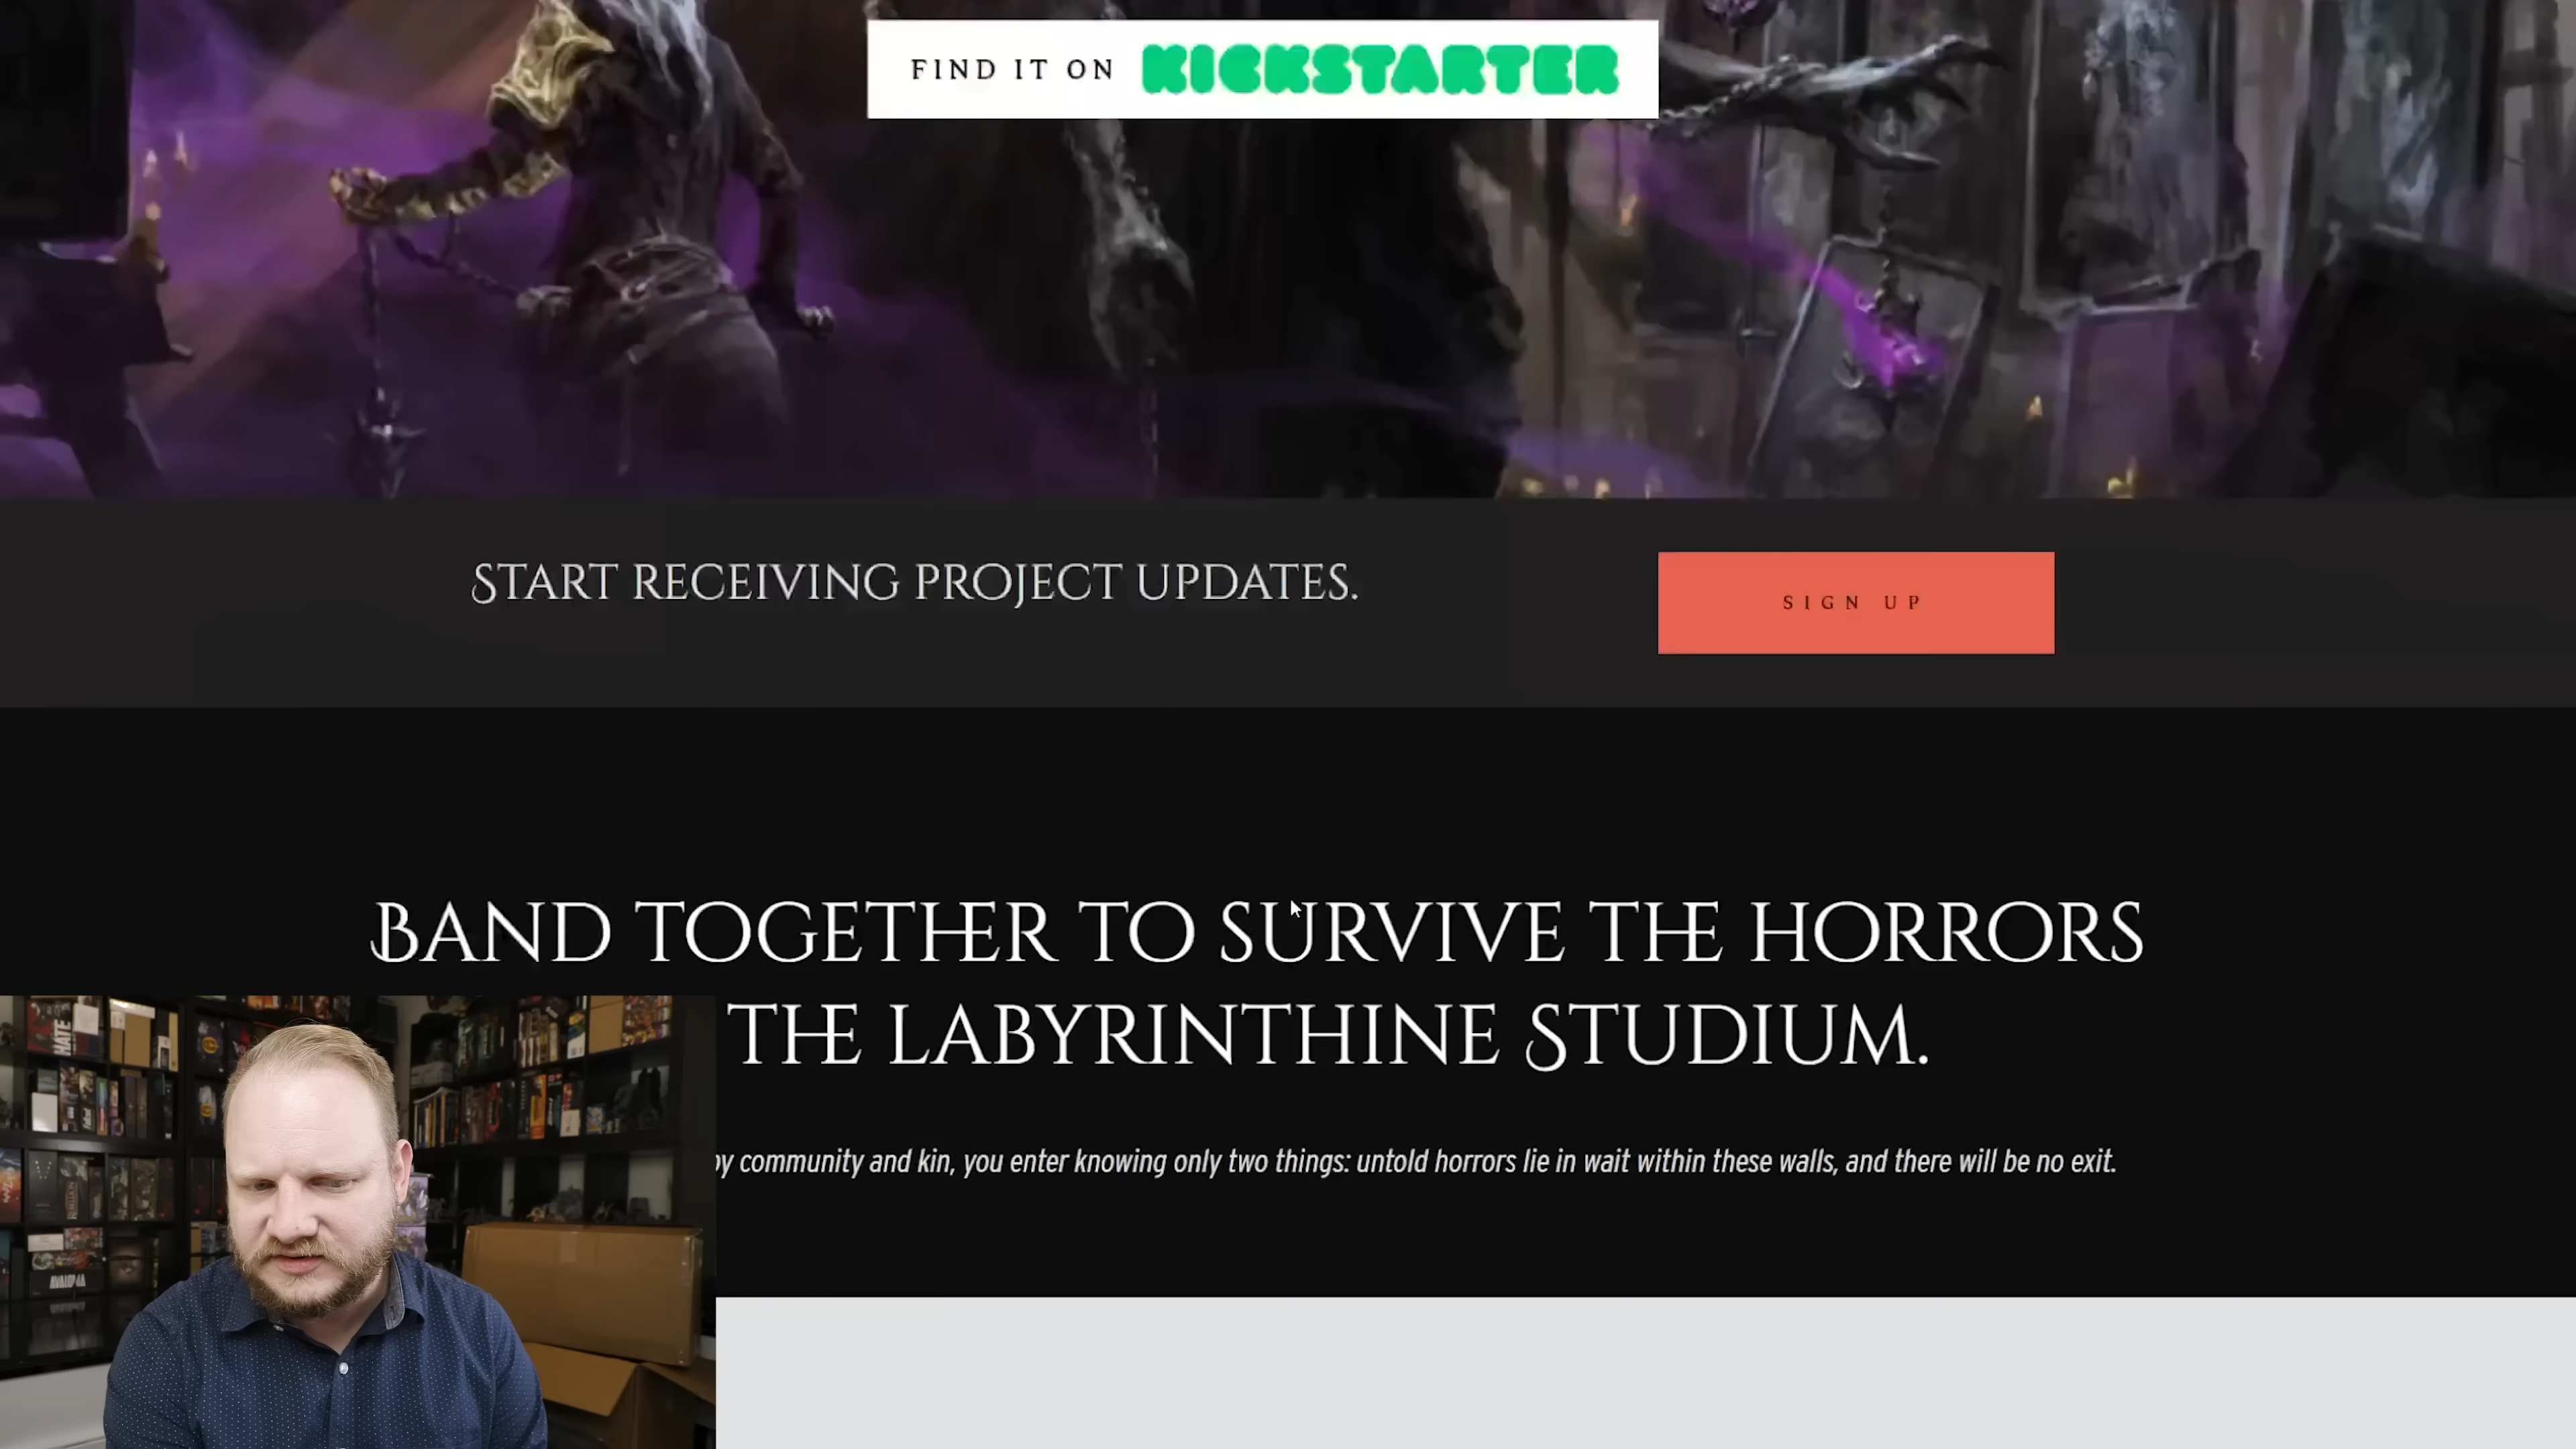 FIND IT ON KICKSTARTER
START RECEIVING PROJECT UPDATES.
SIGN UP
BAND TOGETHER TO SURVIVE THE HORRORS
THE LABYRINTHINE STUDIUM.
by community and kin, you enter knowing only two things: untold horrors lie in wait within these walls, and there will be no exit.
HATE